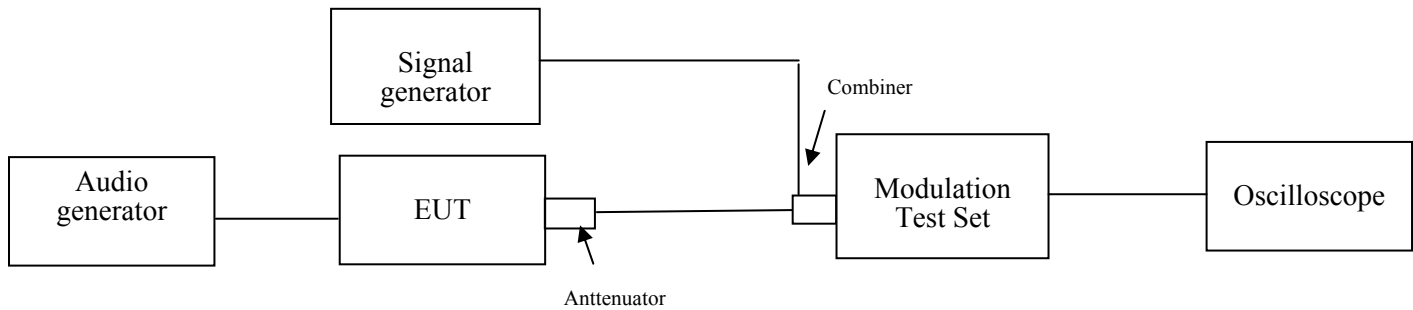 Signal
generator
Combiner
Audio
generator
EUT
Modulation
Test Set
Oscilloscope
Anttenuator